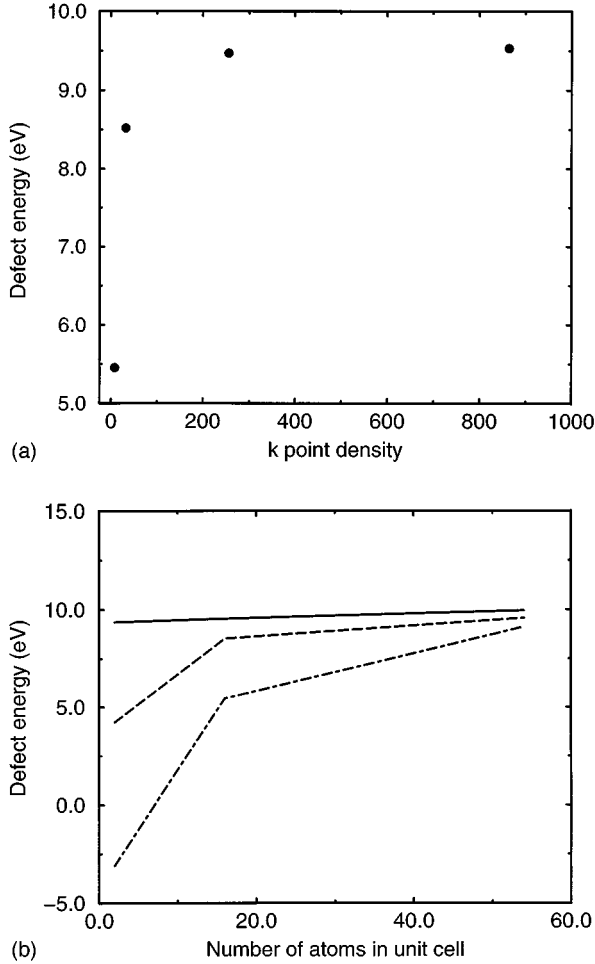 10.0
9.0
8.0
7.0
6.0
5.0
Defect energy (eV)
0 200 400 600 800 1000
k point density
(a)
15.0
10.0
5.0
0.0
−5.0
Defect energy (eV)
0.0 20.0 40.0 60.0
Number of atoms in unit cell
(b)